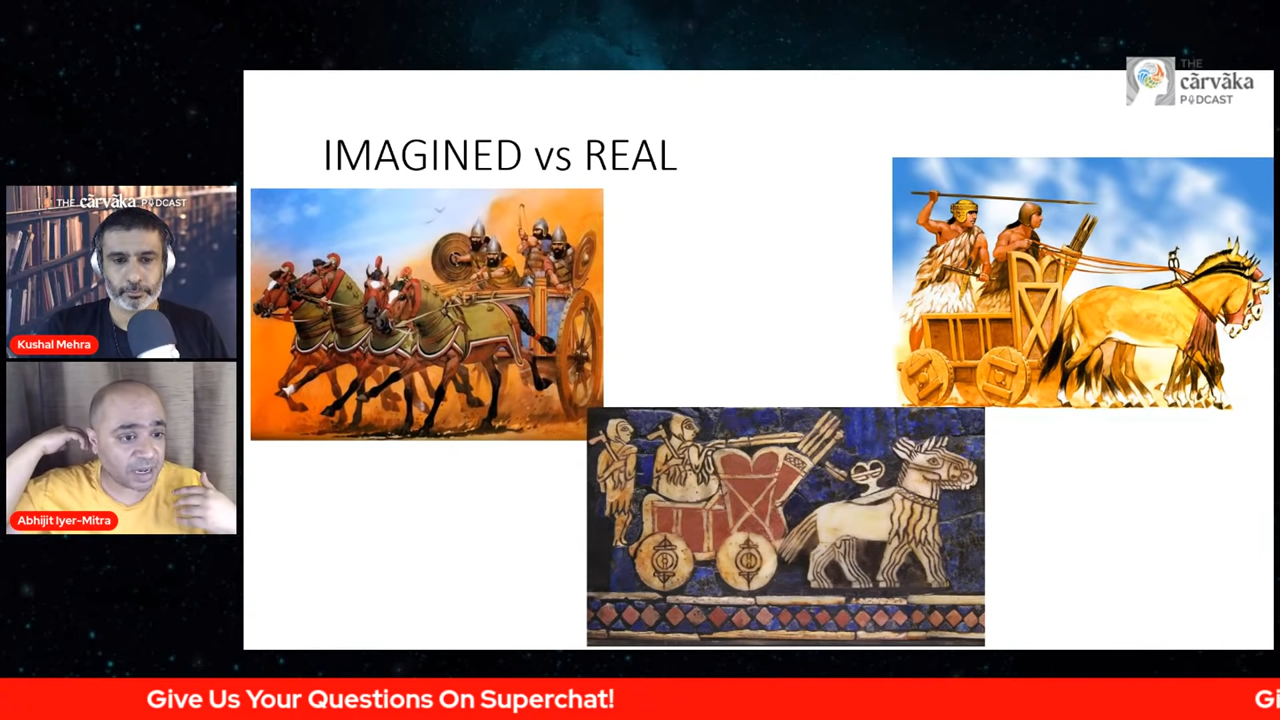 THE
cārvāka
PODCAST
IMAGINED vs REAL
THE cārvāka PODCAST
Kushal Mehra
Abhijit Iyer-Mitra
Give Us Your Questions On Superchat!
Gi